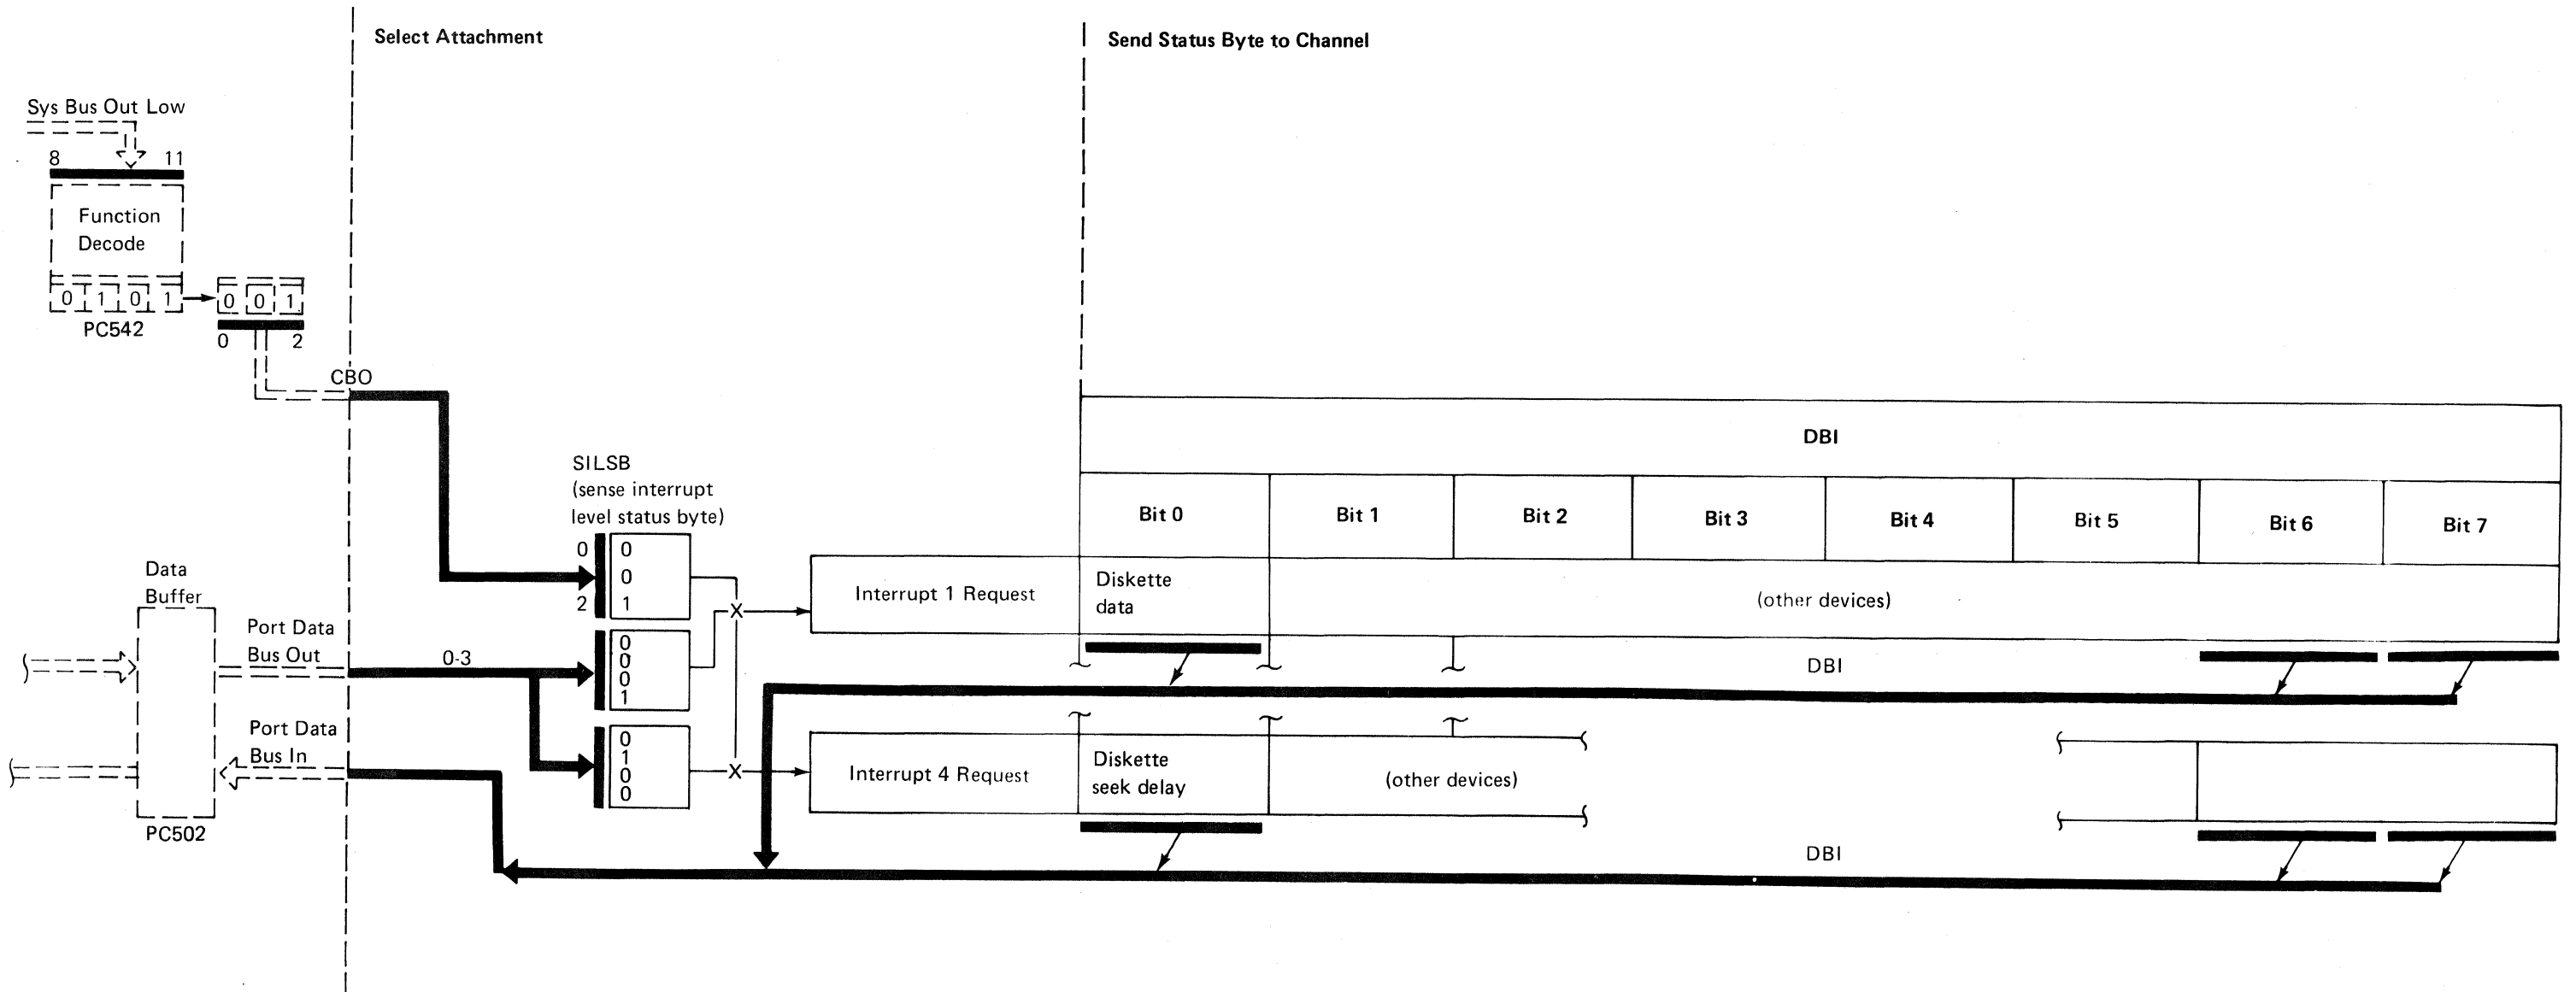 Select Attachment
Send Status Byte to Channel
Sys Bus Out Low
8 11
Function
Decode
0 1 0 1
0 0 1
PC542
0 2
CBO
DBI
SILSB
(sense interrupt
level status byte)
Bit 0 Bit 1 Bit 2 Bit 3 Bit 4 Bit 5 Bit 6 Bit 7
0
2
0
0
1
Data
Buffer
Interrupt 1 Request
Diskette
data
(other devices)
X
Port Data
Bus Out
0-3
0
0
0
1
DBI
Port Data
Bus In
0
1
0
0
X
Interrupt 4 Request
Diskette
seek delay
(other devices)
PC502
DBI